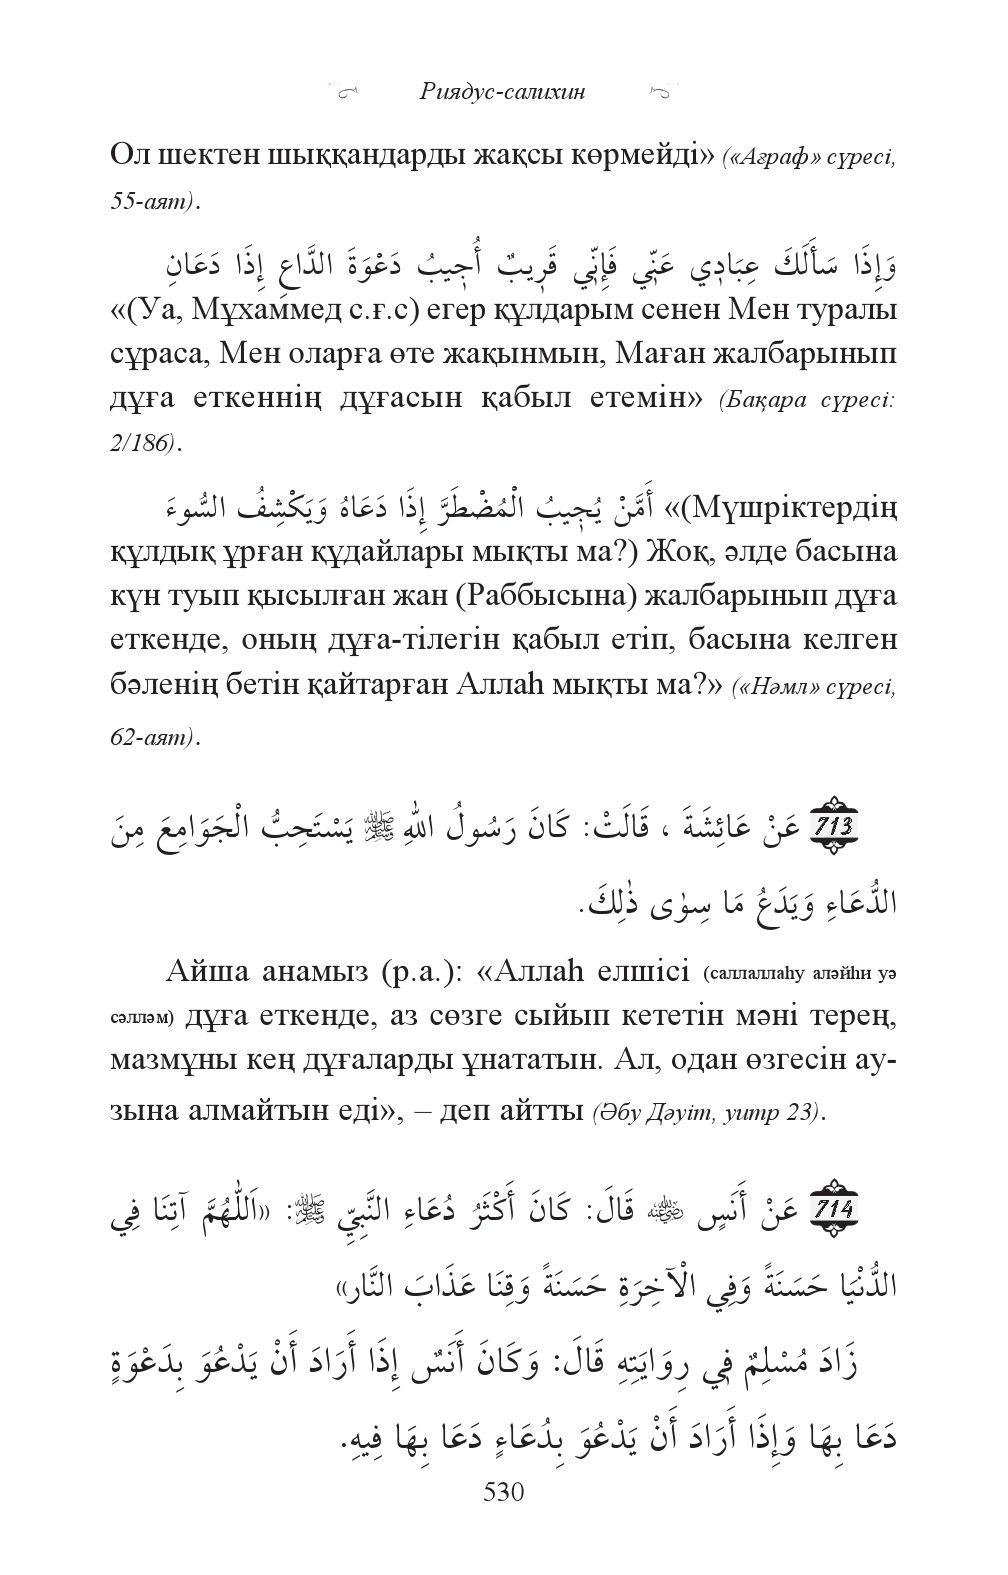 Риядус-салихин
Ол шектен шыққандарды жақсы көрмейді» («Ағраф» сүресі,
55-аят).
وَإِذَا سَأَلَكَ عِبَادِي عَنِّي فَإِنِّي قَرِيبٌ أُجِيبُ دَعْوَةَ الدَّاعِ إِذَا دَعَانِ
«(Уа, Мұхаммед с.ғ.с) егер құлдарым сенен Мен туралы
сұраса, Мен оларға өте жақынмын, Маған жалбарынып
дұға еткеннің дұғасын қабыл етемін» (Бақара сүресі:
2/186).
أَمَّنْ يُجِيبُ الْمُضْطَرَّ إِذَا دَعَاهُ وَيَكْشِفُ السُّوءَ «(Мүшріктердің
құлдық ұрған құдайлары мықты ма?) Жоқ, әлде басына
күн туып қысылған жан (Раббысына) жалбарынып дұға
еткенде, оның дұға-тілегін қабыл етіп, басына келген
бәленің бетін қайтарған Аллаһ мықты ма?» («Нәмл» сүресі,
62-аят).
713 عَنْ عَائِشَةَ ، قَالَتْ: كَانَ رَسُولُ اللهِ ﷺ يَسْتَحِبُّ الْجَوَامِعَ مِنَ
الدُّعَاءِ وَيَدَعُ مَا سِوٰى ذٰلِكَ.
Айша анамыз (р.а.): «Аллаһ елшісі (саллаллаһу аләйһи уә
сәлләм) дұға еткенде, аз сөзге сыйып кететін мәні терең,
мазмұны кең дұғаларды ұнататын. Ал, одан өзгесін ау-
зына алмайтын еді», – деп айтты (Әбу Дәуіт, уитр 23).
714 عَنْ أَنَسٍ ؓ قَالَ: كَانَ أَكْثَرُ دُعَاءِ النَّبِيِّ ﷺ: «اَللّٰهُمَّ آتِنَا فِي
الدُّنْيَا حَسَنَةً وَفِي الْآخِرَةِ حَسَنَةً وَقِنَا عَذَابَ النَّارِ»
زَادَ مُسْلِمٌ فِي رِوَايَتِهِ قَالَ: وَكَانَ أَنَسٌ إِذَا أَرَادَ أَنْ يَدْعُوَ بِدَعْوَةٍ
دَعَا بِهَا وَإِذَا أَرَادَ أَنْ يَدْعُوَ بِدُعَاءٍ دَعَا بِهَا فِيهِ.
530